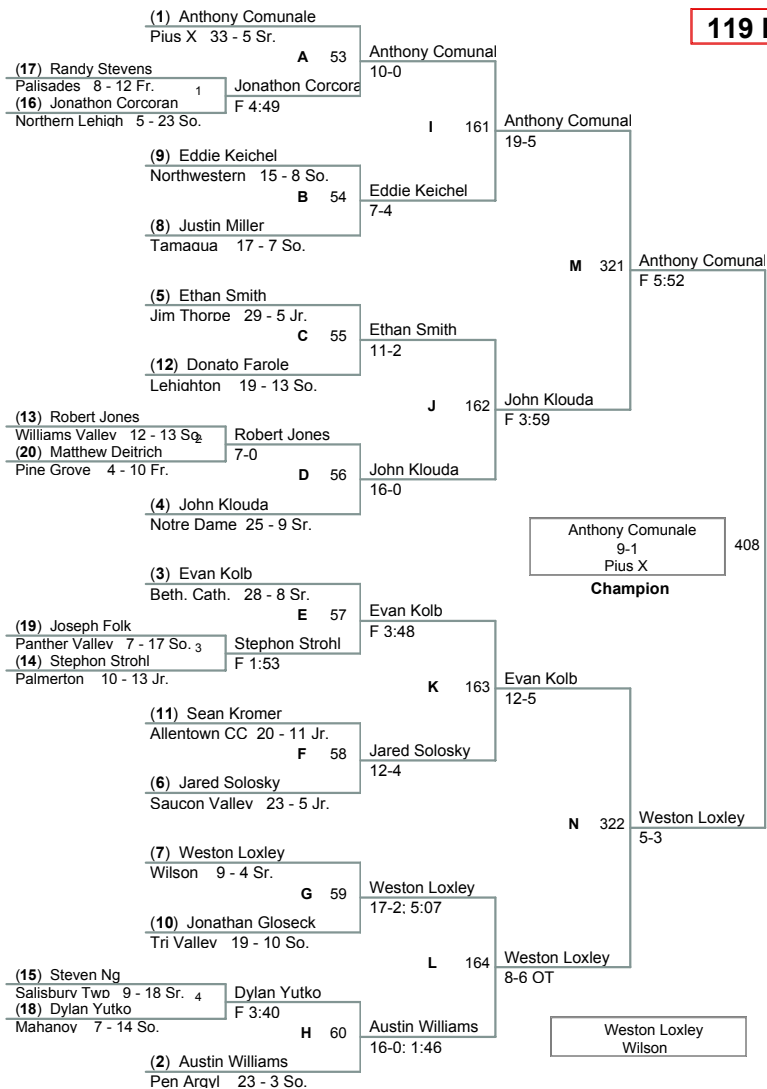 (1) Anthony Comunale
Pius X 33 - 5 Sr.
119
A 53
Anthony Comunal
10-0
(17) Randy Stevens
Palisades 8 - 12 Fr. 1
(16) Jonathon Corcoran
Northern Lehigh 5 - 23 So.
Jonathon Corcora
F 4:49
I 161
Anthony Comunal
19-5
(9) Eddie Keichel
Northwestern 15 - 8 So.
B 54
Eddie Keichel
7-4
(8) Justin Miller
Tamaqua 17 - 7 So.
M 321
Anthony Comunal
F 5:52
(5) Ethan Smith
Jim Thorpe 29 - 5 Jr.
C 55
Ethan Smith
11-2
(12) Donato Farole
Lehighton 19 - 13 So.
J 162
John Klouda
F 3:59
(13) Robert Jones
Williams Valley 12 - 13 So. 2
(20) Matthew Deitrich
Pine Grove 4 - 10 Fr.
Robert Jones
7-0
D 56
John Klouda
16-0
(4) John Klouda
Notre Dame 25 - 9 Sr.
Anthony Comunale
9-1
Pius X
408
Champion
(3) Evan Kolb
Beth. Cath. 28 - 8 Sr.
E 57
Evan Kolb
F 3:48
(19) Joseph Folk
Panther Valley 7 - 17 So. 3
(14) Stephon Strohl
Palmerton 10 - 13 Jr.
Stephon Strohl
F 1:53
K 163
Evan Kolb
12-5
(11) Sean Kromer
Allentown CC 20 - 11 Jr.
F 58
Jared Solosky
12-4
(6) Jared Solosky
Saucon Valley 23 - 5 Jr.
N 322
Weston Loxley
5-3
(7) Weston Loxley
Wilson 9 - 4 Sr.
G 59
Weston Loxley
17-2; 5:07
(10) Jonathan Gloseck
Tri Valley 19 - 10 So.
L 164
Weston Loxley
8-6 OT
(15) Steven Ng
Salisbury Twp 9 - 18 Sr. 4
(18) Dylan Yutko
Mahanoy 7 - 14 So.
Dylan Yutko
F 3:40
H 60
Austin Williams
16-0: 1:46
(2) Austin Williams
Pen Argyl 23 - 3 So.
Weston Loxley
Wilson